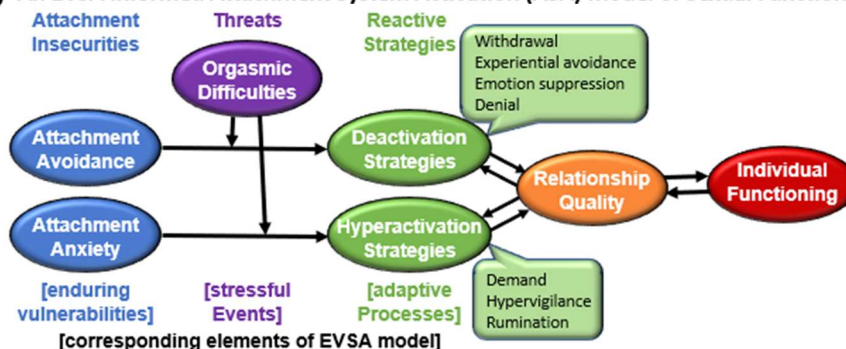 Attachment
Insecurities
Threats
Reactive
Strategies
Orgasmic
Difficulties
Withdrawal
Experiential avoidance
Emotion suppression
Denial
Attachment
Avoidance
Deactivation
Strategies
Relationship
Quality
Individual
Functioning
Attachment
Anxiety
Hyperactivation
Strategies
Demand
Hypervigilance
Rumination
[enduring
vulnerabilities]
[stressful
Events]
[adaptive
Processes]
[corresponding elements of EVSA model]